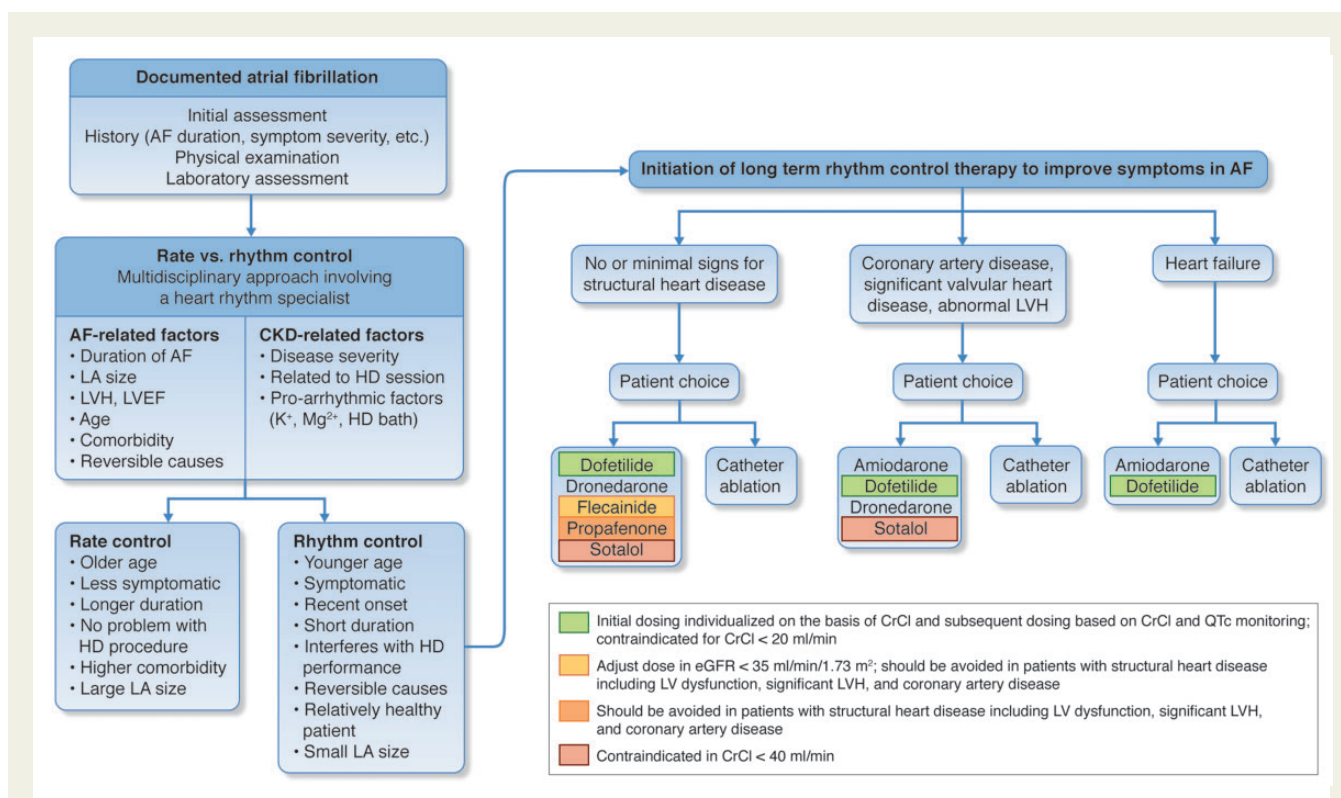 Documented atrial fibrillation
Initial assessment
History (AF duration, symptom severity, etc.)
Physical examination
Laboratory assessment
Rate vs. rhythm control
Multidisciplinary approach involving
a heart rhythm specialist
AF-related factors
• Duration of AF
• LA size
• LVH, LVEF
• Age
• Comorbidity
• Reversible causes
CKD-related factors
• Disease severity
• Related to HD session
• Pro-arrhythmic factors
(K⁺, Mg²⁺, HD bath)
Rate control
• Older age
• Less symptomatic
• Longer duration
• No problem with
HD procedure
• Higher comorbidity
• Large LA size
Rhythm control
• Younger age
• Symptomatic
• Recent onset
• Short duration
• Interferes with HD
performance
• Reversible causes
• Relatively healthy
patient
• Small LA size
Initiation of long term rhythm control therapy to improve symptoms in AF
No or minimal signs for
structural heart disease
Patient choice
Dofetilide
Dronedarone
Flecainide
Propafenone
Sotalol
Catheter
ablation
Coronary artery disease,
significant valvular heart
disease, abnormal LVH
Patient choice
Amiodarone
Dofetilide
Dronedarone
Sotalol
Catheter
ablation
Heart failure
Patient choice
Amiodarone
Dofetilide
Catheter
ablation
Initial dosing individualized on the basis of CrCl and subsequent dosing based on CrCl and QTc monitoring;
contraindicated for CrCl < 20 ml/min
Adjust dose in eGFR < 35 ml/min/1.73 m²; should be avoided in patients with structural heart disease
including LV dysfunction, significant LVH, and coronary artery disease
Should be avoided in patients with structural heart disease including LV dysfunction, significant LVH,
and coronary artery disease
Contraindicated in CrCl < 40 ml/min